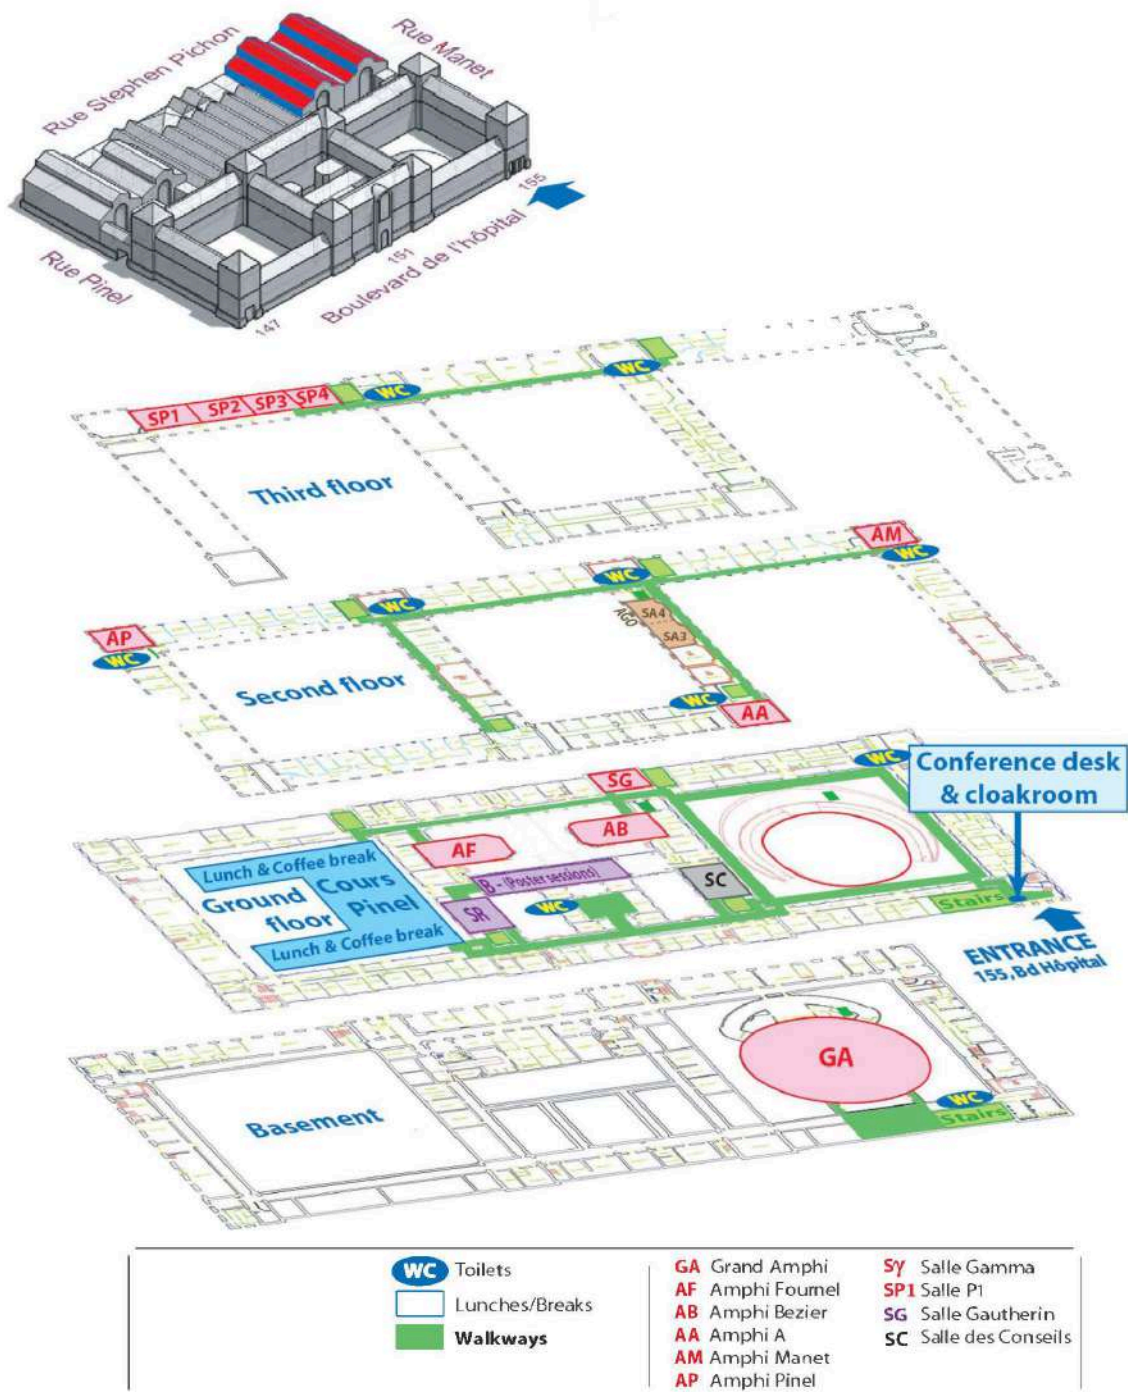 Rue Stephen Pichon
Rue Manet
Rue Pinel
147
151
155
Boulevard de l'hôpital
SP1 SP2 SP3 SP4
WC
WC
Third floor
AM
WC
WC
WC
AP
WC
AGO
SA4
SA3
Second floor
WC
AA
WC
SG
Conference desk
& cloakroom
AB
AF
Lunch & Coffee break
Ground
floor
Cours
Pinel
Lunch & Coffee break
B - (Poster sessions)
SR
WC
SC
Stairs
ENTRANCE
155, Bd Hôpital
GA
WC
Stairs
Basement
WC Toilets
Lunches/Breaks
Walkways
GA Grand Amphi
AF Amphi Fournel
AB Amphi Bezier
AA Amphi A
AM Amphi Manet
AP Amphi Pinel
Sγ Salle Gamma
SP1 Salle P1
SG Salle Gautherin
SC Salle des Conseils